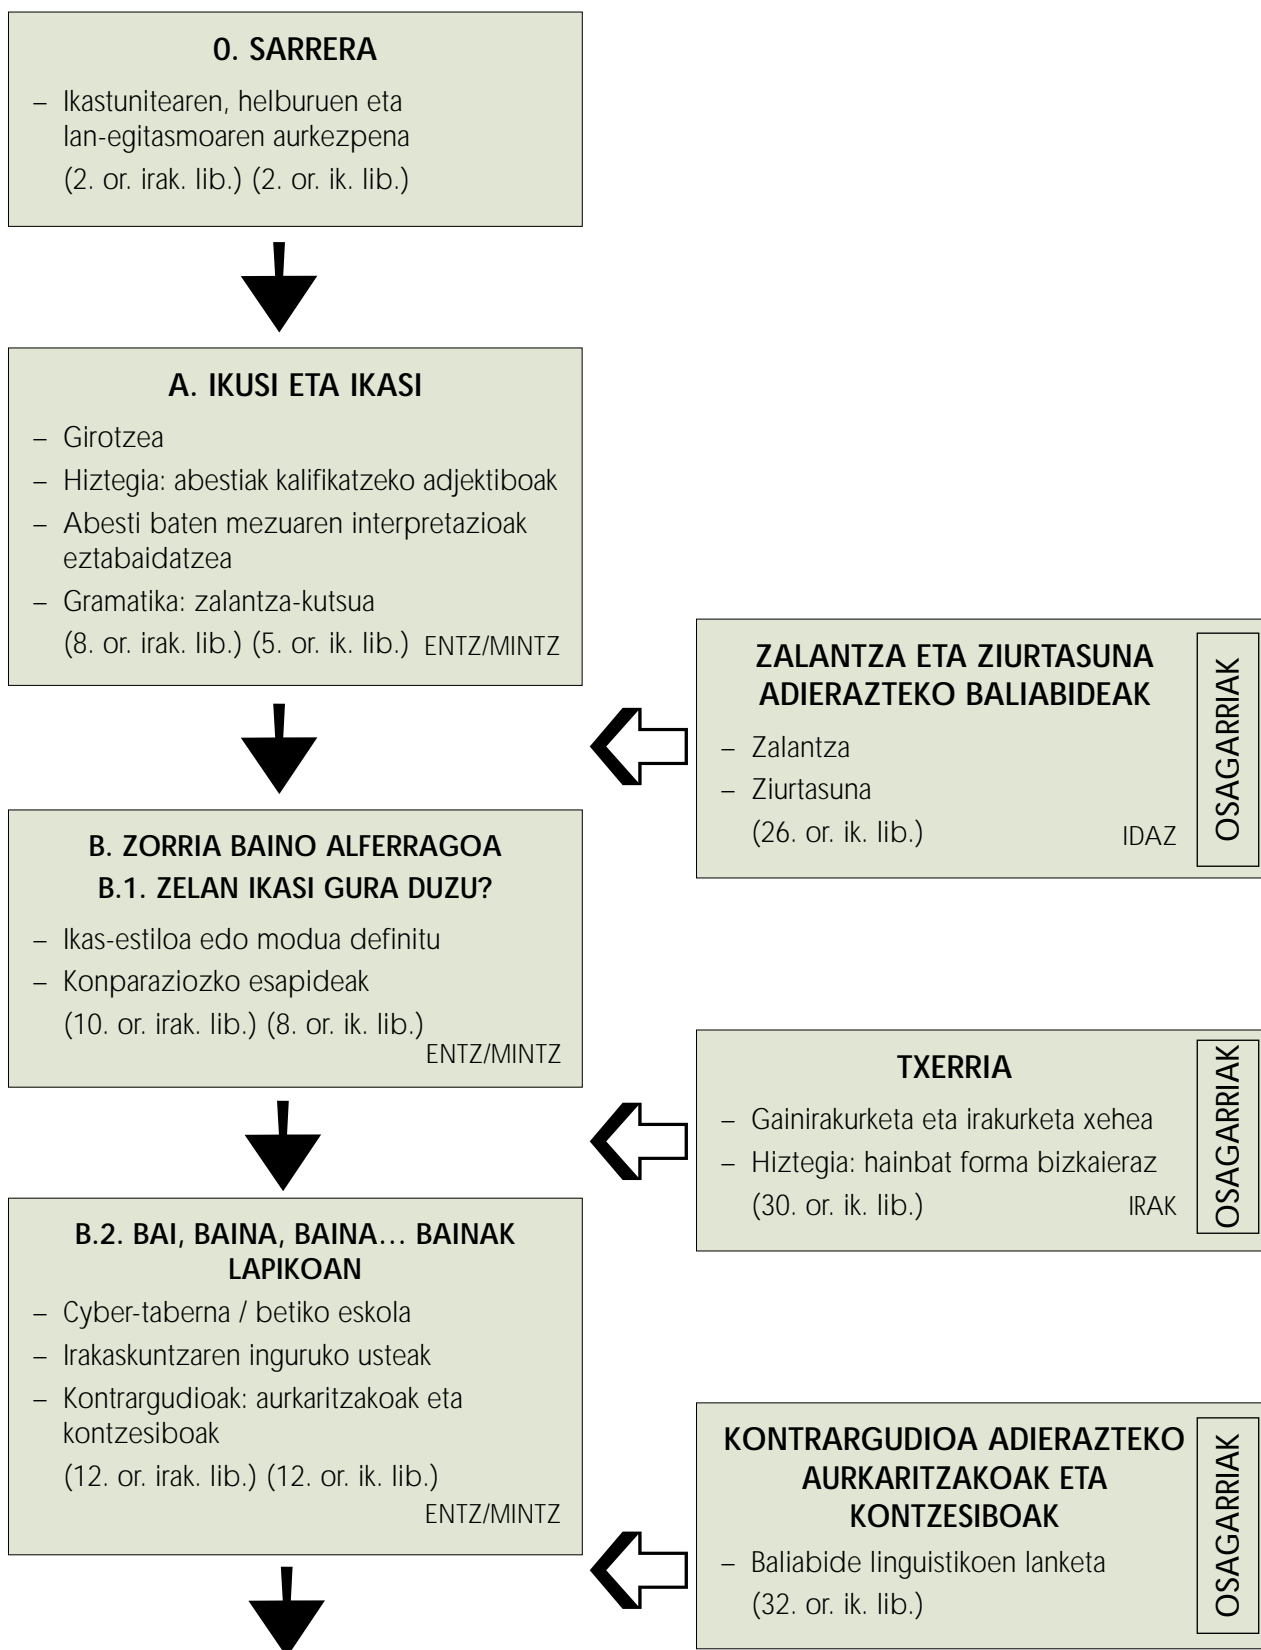 0. SARRERA
– Ikastunitearen, helburuen eta
lan-egitasmoaren aurkezpena
(2. or. irak. lib.) (2. or. ik. lib.)
A. IKUSI ETA IKASI
– Girotzea
– Hiztegia: abestiak kalifikatzeko adjektiboak
– Abesti baten mezuaren interpretazioak
eztabaidatzea
– Gramatika: zalantza-kutsua
(8. or. irak. lib.) (5. or. ik. lib.) ENTZ/MINTZ
ZALANTZA ETA ZIURTASUNA
ADIERAZTEKO BALIABIDEAK
– Zalantza
– Ziurtasuna
(26. or. ik. lib.) IDAZ
OSAGARRIAK
B. ZORRIA BAINO ALFERRAGOA
B.1. ZELAN IKASI GURA DUZU?
– Ikas-estiloa edo modua definitu
– Konparaziozko esapideak
(10. or. irak. lib.) (8. or. ik. lib.)
ENTZ/MINTZ
TXERRIA
– Gainirakurketa eta irakurketa xehea
– Hiztegia: hainbat forma bizkaieraz
(30. or. ik. lib.) IRAK
OSAGARRIAK
B.2. BAI, BAINA, BAINA… BAINAK
LAPIKOAN
– Cyber-taberna / betiko eskola
– Irakaskuntzaren inguruko usteak
– Kontrargudioak: aurkaritzakoak eta
kontzesiboak
(12. or. irak. lib.) (12. or. ik. lib.)
ENTZ/MINTZ
KONTRARGUDIOA ADIERAZTEKO
AURKARITZAKOAK ETA
KONTZESIBOAK
– Baliabide linguistikoen lanketa
(32. or. ik. lib.)
OSAGARRIAK